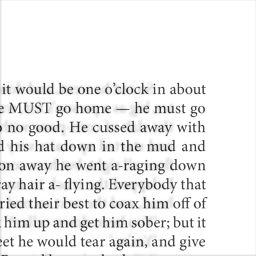 it would be one o'clock in about
MUST go home — he must go
no good. He cussed away with
his hat down in the mud and
on away he went a-raging down
hair a- flying. Everybody that
ried their best to coax him off of
him up and get him sober; but it
he would tear again, and give